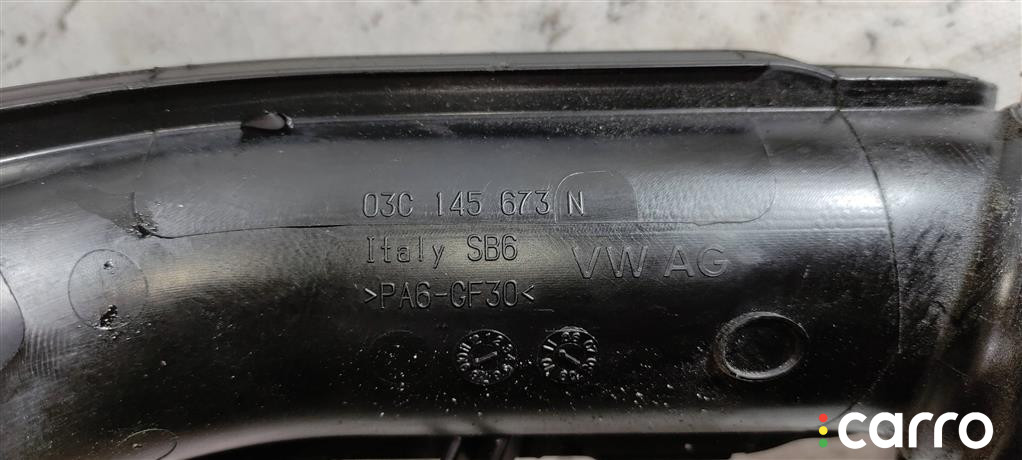 03C 145 673 N
Italy SB6
VW AG
>PA6-GF30<
carro